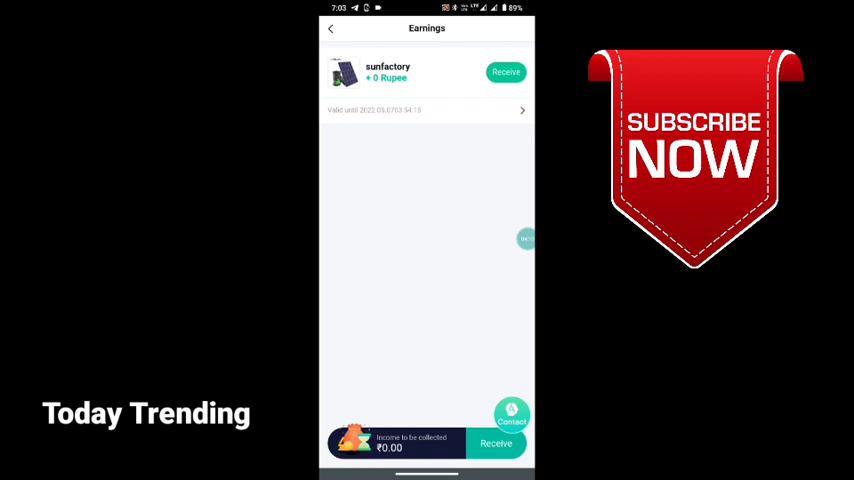 7:03
89%
Earnings
sunfactory
+ 0 Rupee
Receive
Valid until 2022.05.0703:54:15
SUBSCRIBE
NOW
Contact
Income to be collected
₹0.00
Receive
Today Trending